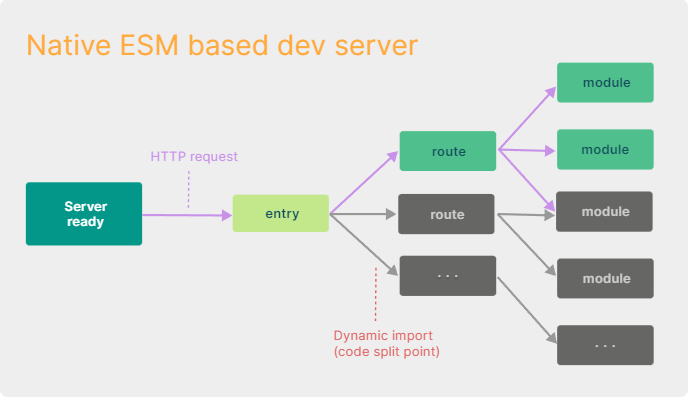 Native ESM based dev server
module
HTTP request
route
module
Server
ready
entry
route
module
· · ·
module
Dynamic import
(code split point)
· · ·